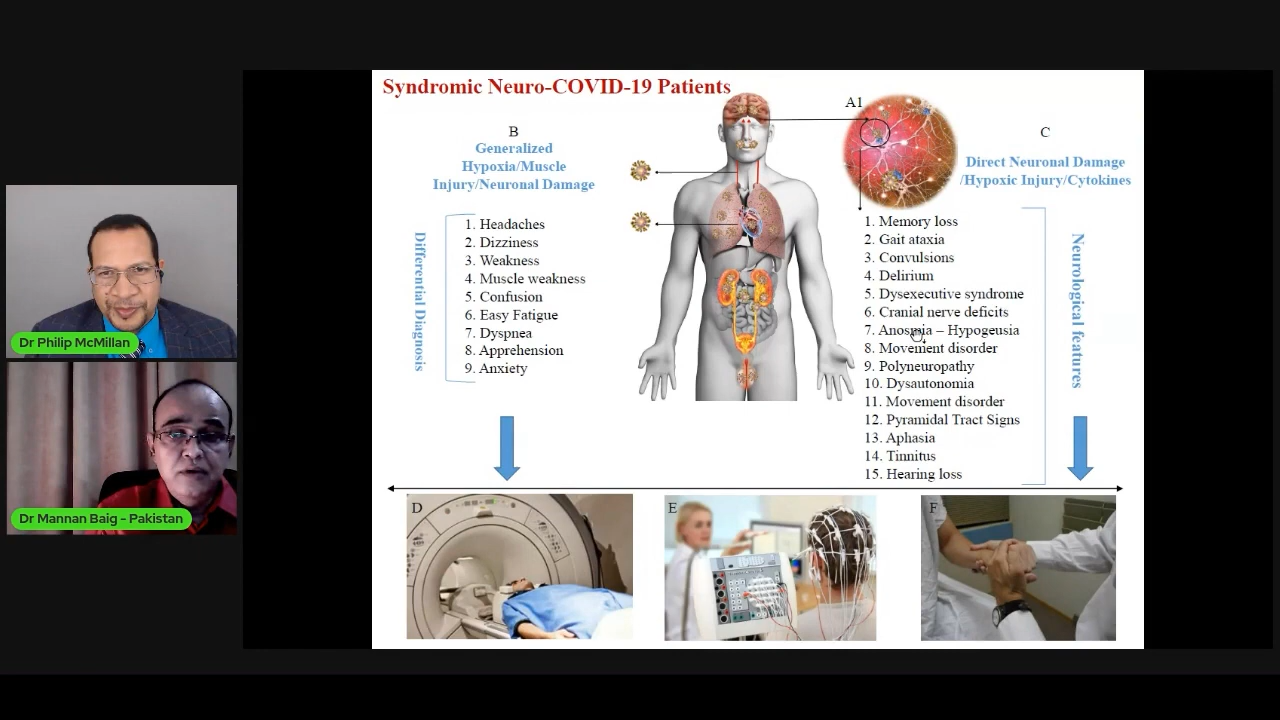 Syndromic Neuro-COVID-19 Patients
B
Generalized
Hypoxia/Muscle
Injury/Neuronal Damage
Differential Diagnosis
1. Headaches
2. Dizziness
3. Weakness
4. Muscle weakness
5. Confusion
6. Easy Fatigue
7. Dyspnea
8. Apprehension
9. Anxiety
A1
C
Direct Neuronal Damage
/Hypoxic Injury/Cytokines
1. Memory loss
2. Gait ataxia
3. Convulsions
4. Delirium
5. Dysexecutive syndrome
6. Cranial nerve deficits
7. Anosmia – Hypogeusia
8. Movement disorder
9. Polyneuropathy
10. Dysautonomia
11. Movement disorder
12. Pyramidal Tract Signs
13. Aphasia
14. Tinnitus
15. Hearing loss
Neurological features
D
E
F
Dr Philip McMillan
Dr Mannan Baig - Pakistan